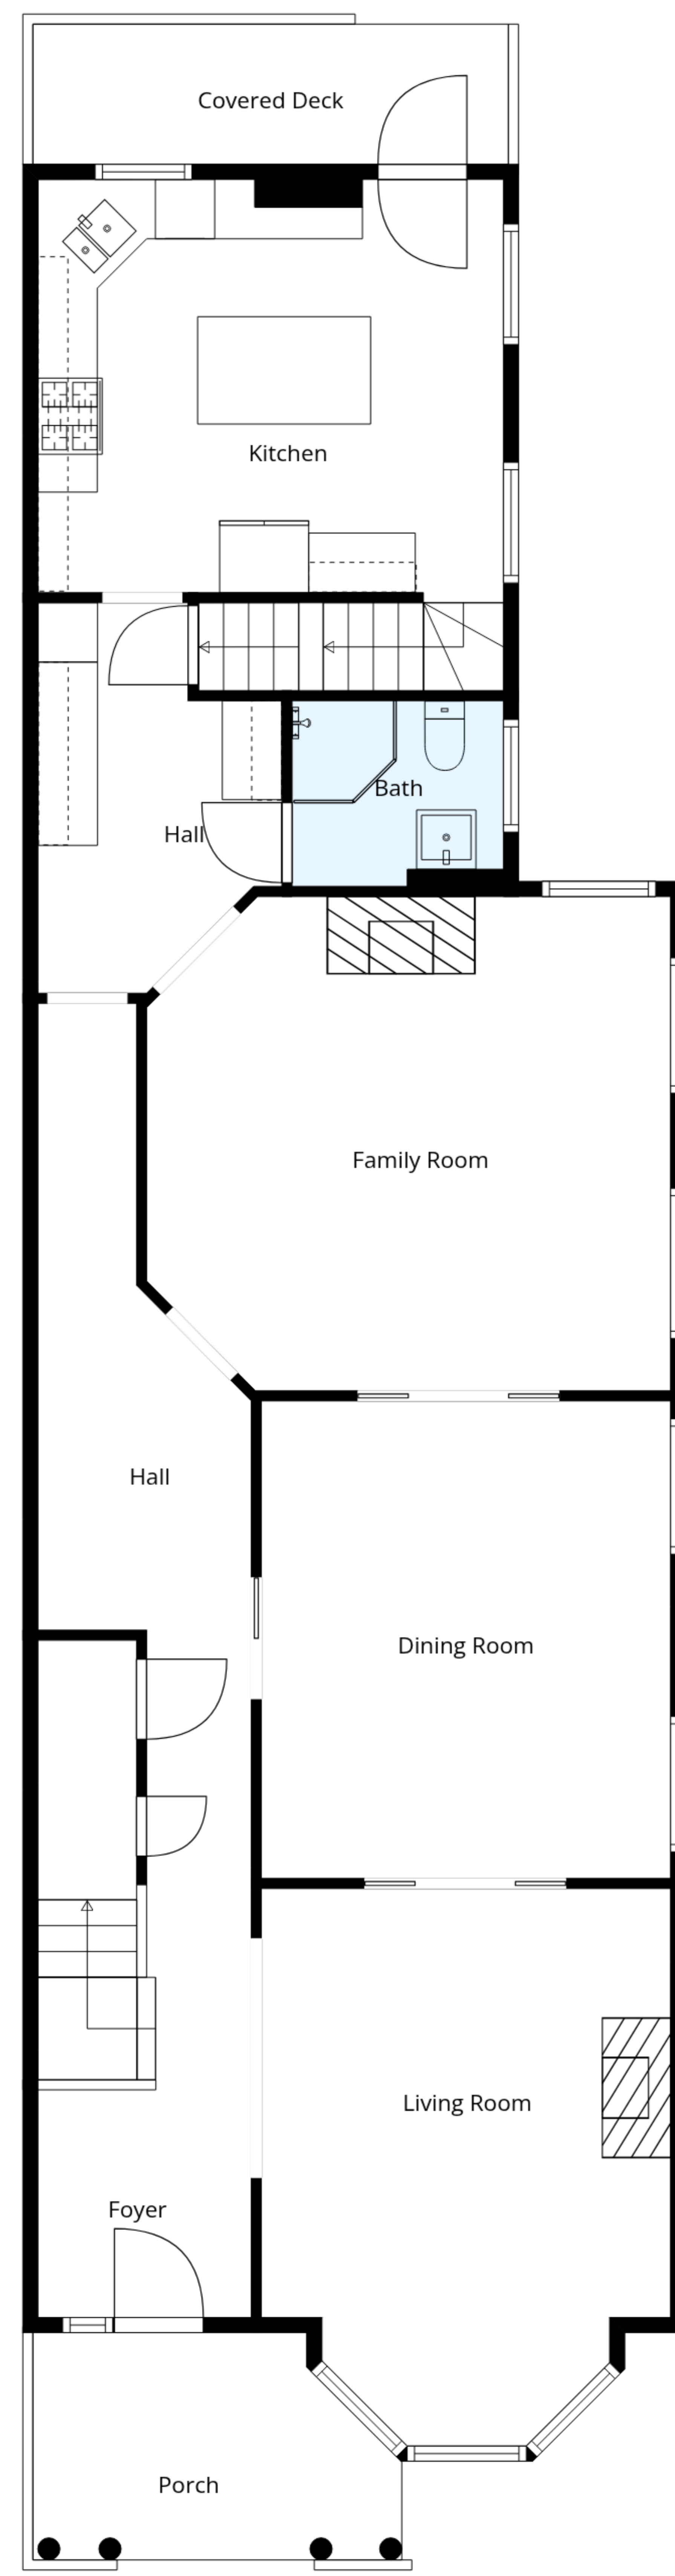 Covered Deck
Kitchen
Bath
Hall
Family Room
Hall
Dining Room
Living Room
Foyer
Porch